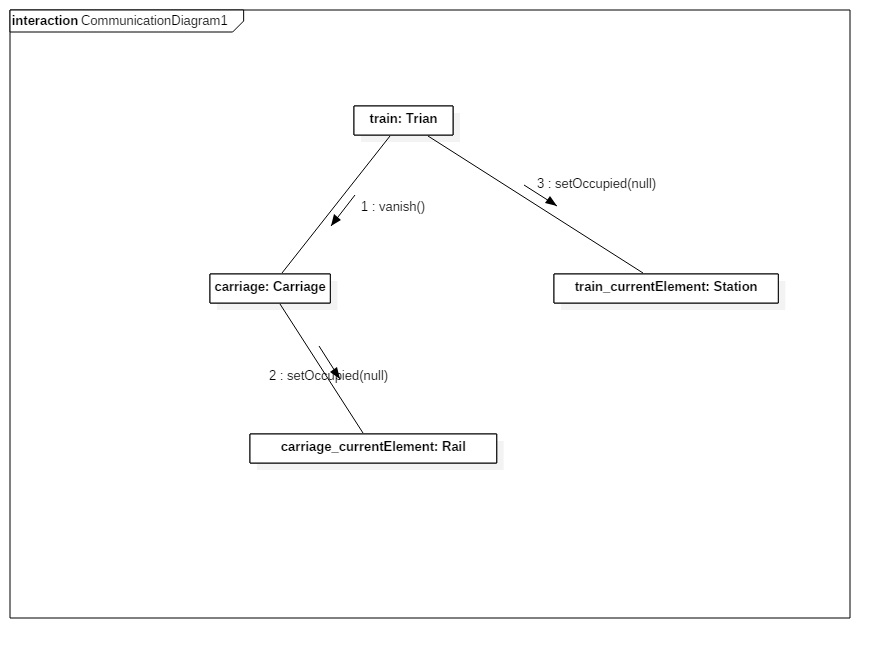 interaction CommunicationDiagram1
train: Trian
3 : setOccupied(null)
1 : vanish()
carriage: Carriage
train_currentElement: Station
2 : setOccupied(null)
carriage_currentElement: Rail